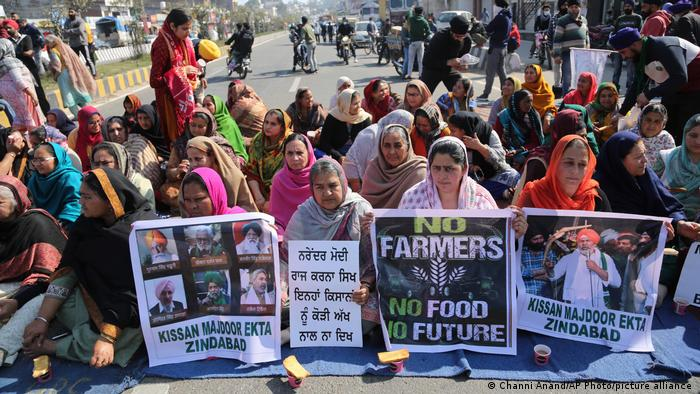 KISSAN MAJDOOR EKTA
ZINDABAD
ਨਰੇਂਦਰ ਮੋਦੀ
ਰਾਜ ਕਰਨਾ ਸਿਖ
ਇਨਹਾਂ ਕਿਸਾਨਾ
ਨੂੰ ਕੋਡੀ ਅੱਖ
ਨਾਲ ਨਾ ਦਿਖ
NO
FARMERS
NO FOOD
NO FUTURE
KISSAN MAJDOOR EKTA
ZINDABAD
© Channi Anand/AP Photo/picture alliance